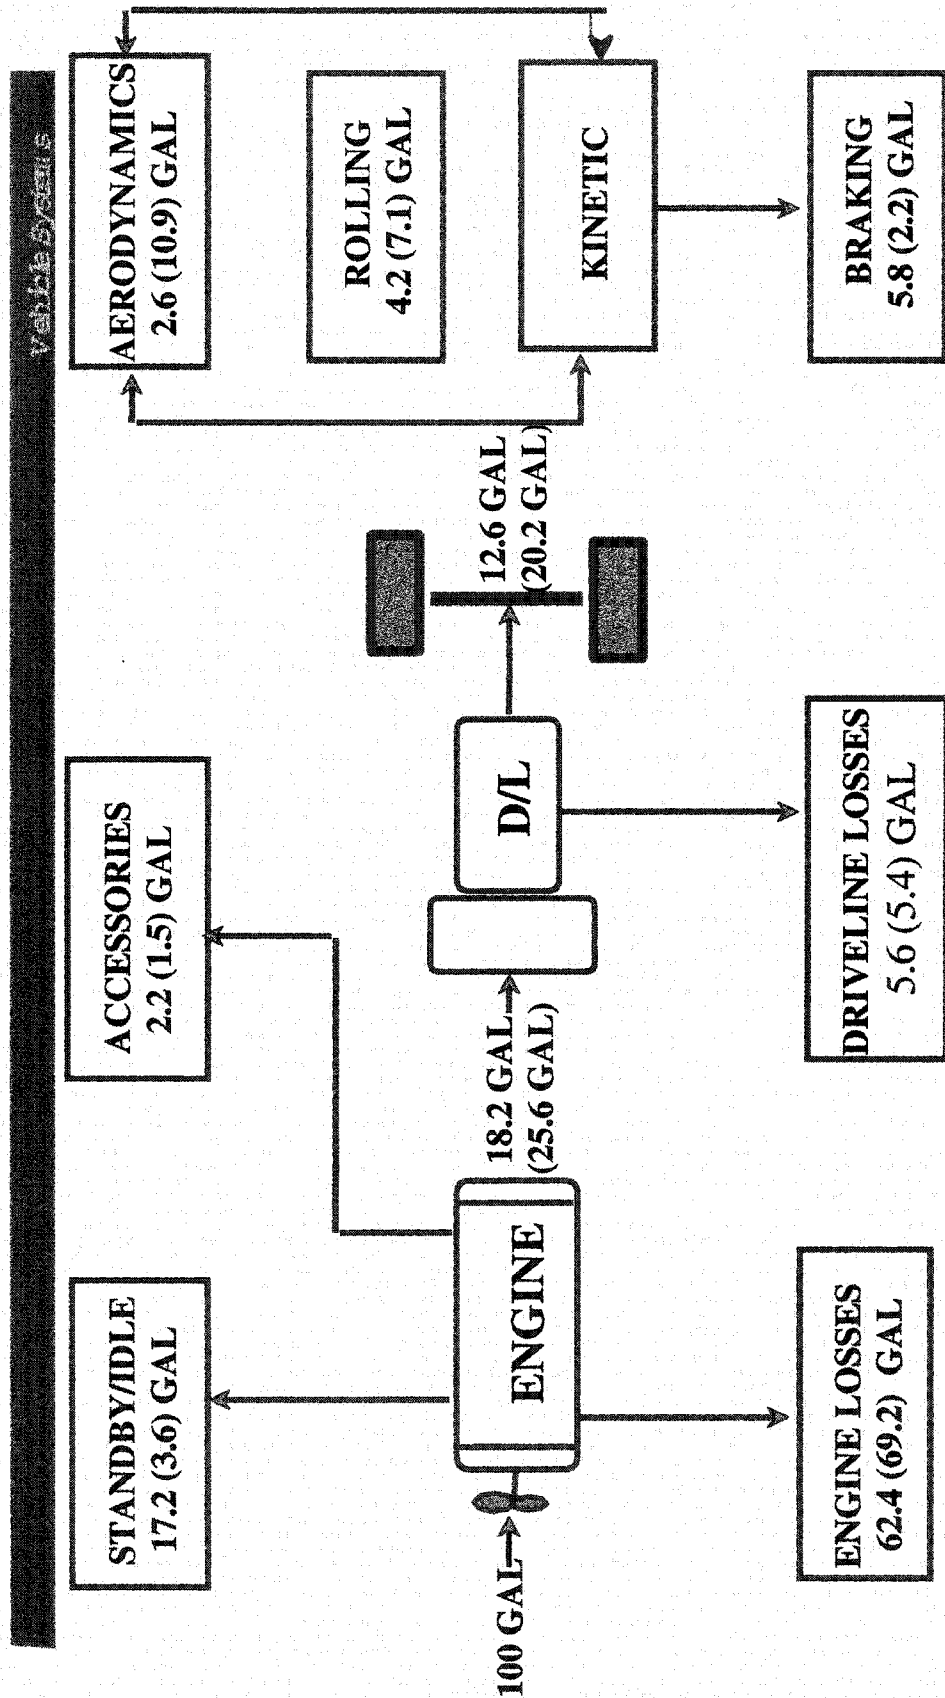 Vehicle Systems
STANDBY/IDLE
17.2 (3.6) GAL
ACCESSORIES
2.2 (1.5) GAL
AERODYNAMICS
2.6 (10.9) GAL
ROLLING
4.2 (7.1) GAL
100 GAL
ENGINE
18.2 GAL
(25.6 GAL)
D/L
12.6 GAL
(20.2 GAL)
KINETIC
ENGINE LOSSES
62.4 (69.2) GAL
DRIVELINE LOSSES
5.6 (5.4) GAL
BRAKING
5.8 (2.2) GAL